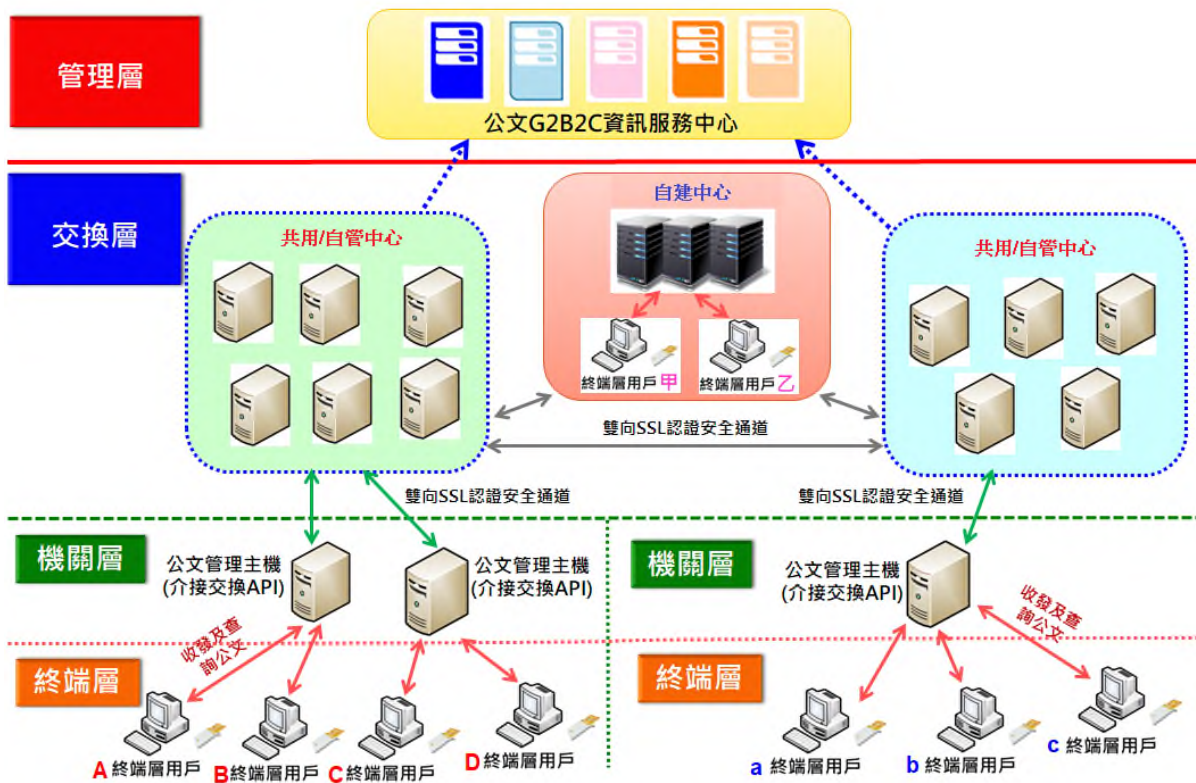 管理層
公文G2B2C資訊服務中心
交換層
共用/自管中心
自建中心
終端層用戶甲
終端層用戶乙
共用/自管中心
雙向SSL認證安全通道
雙向SSL認證安全通道
雙向SSL認證安全通道
機關層
公文管理主機
(介接交換API)
公文管理主機
(介接交換API)
機關層
公文管理主機
(介接交換API)
收發及查
詢公文
收發及查
詢公文
終端層
A 終端層用戶
B終端層用戶
C 終端層用戶
D 終端層用戶
終端層
a 終端層用戶
b 終端層用戶
c 終端層用戶